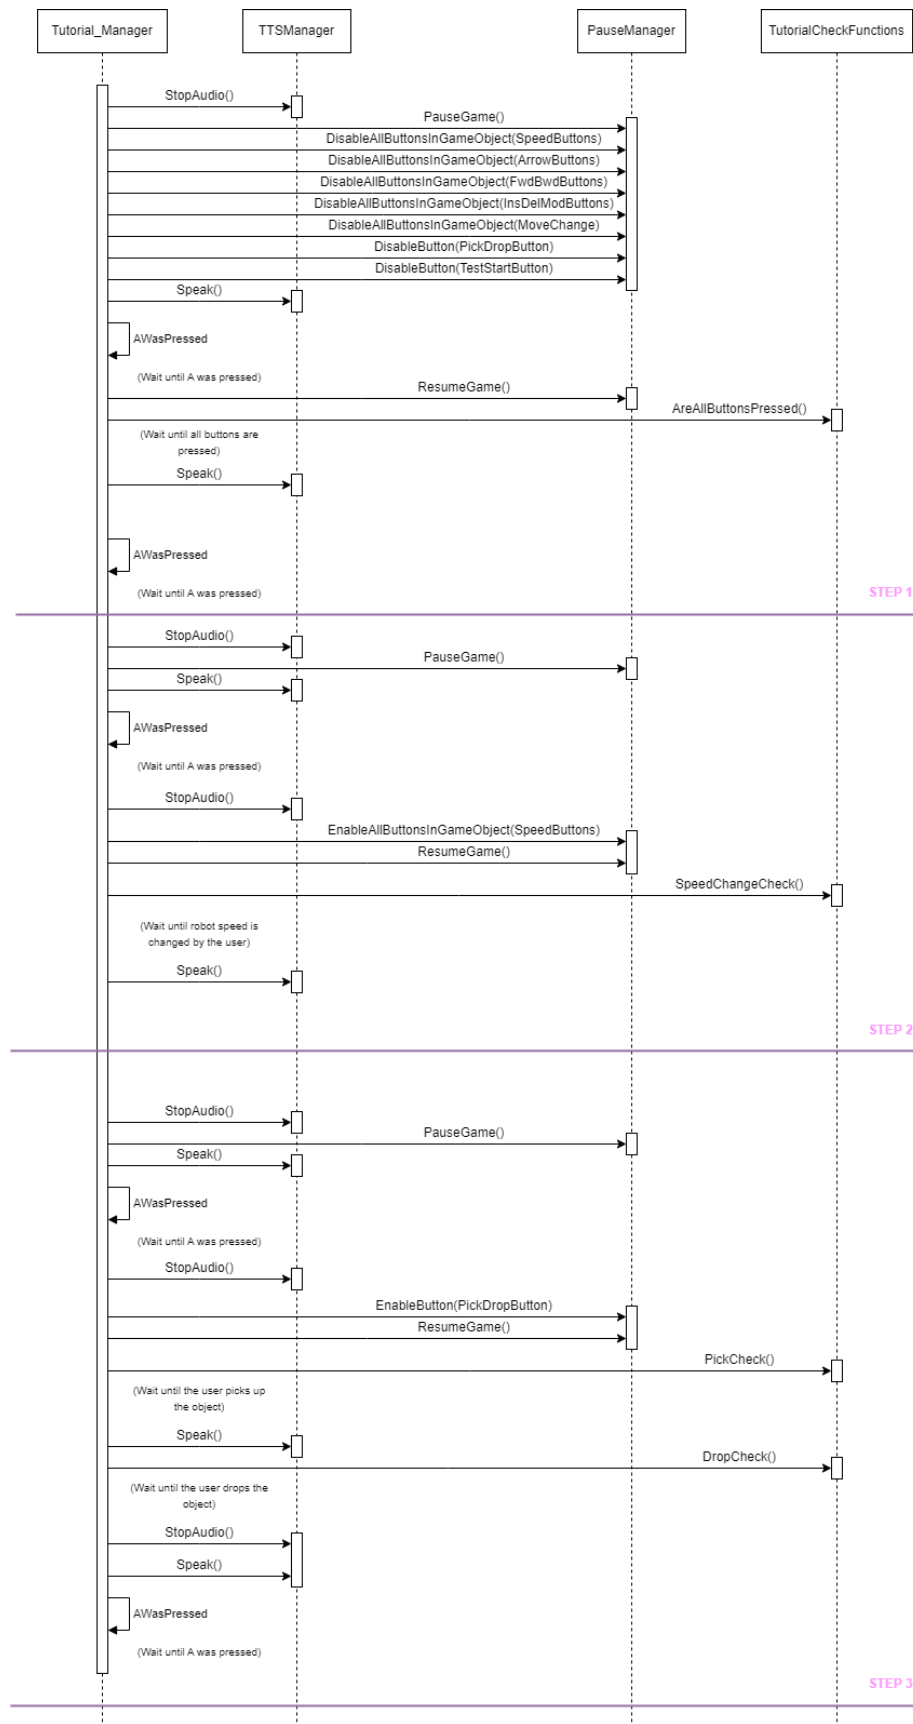 Tutorial_Manager
TTSManager
PauseManager
TutorialCheckFunctions
StopAudio()
PauseGame()
DisableAllButtonsInGameObject(SpeedButtons)
DisableAllButtonsInGameObject(ArrowButtons)
DisableAllButtonsInGameObject(FwdBwdButtons)
DisableAllButtonsInGameObject(InsDelModButtons)
DisableAllButtonsInGameObject(MoveChange)
DisableButton(PickDropButton)
DisableButton(TestStartButton)
Speak()
AWasPressed
(Wait until A was pressed)
ResumeGame()
AreAllButtonsPressed()
(Wait until all buttons are
pressed)
Speak()
AWasPressed
(Wait until A was pressed)
STEP 1
StopAudio()
PauseGame()
Speak()
AWasPressed
(Wait until A was pressed)
StopAudio()
EnableAllButtonsInGameObject(SpeedButtons)
ResumeGame()
SpeedChangeCheck()
(Wait until robot speed is
changed by the user)
Speak()
STEP 2
StopAudio()
PauseGame()
Speak()
AWasPressed
(Wait until A was pressed)
StopAudio()
EnableButton(PickDropButton)
ResumeGame()
PickCheck()
(Wait until the user picks up
the object)
Speak()
DropCheck()
(Wait until the user drops the
object)
StopAudio()
Speak()
AWasPressed
(Wait until A was pressed)
STEP 3